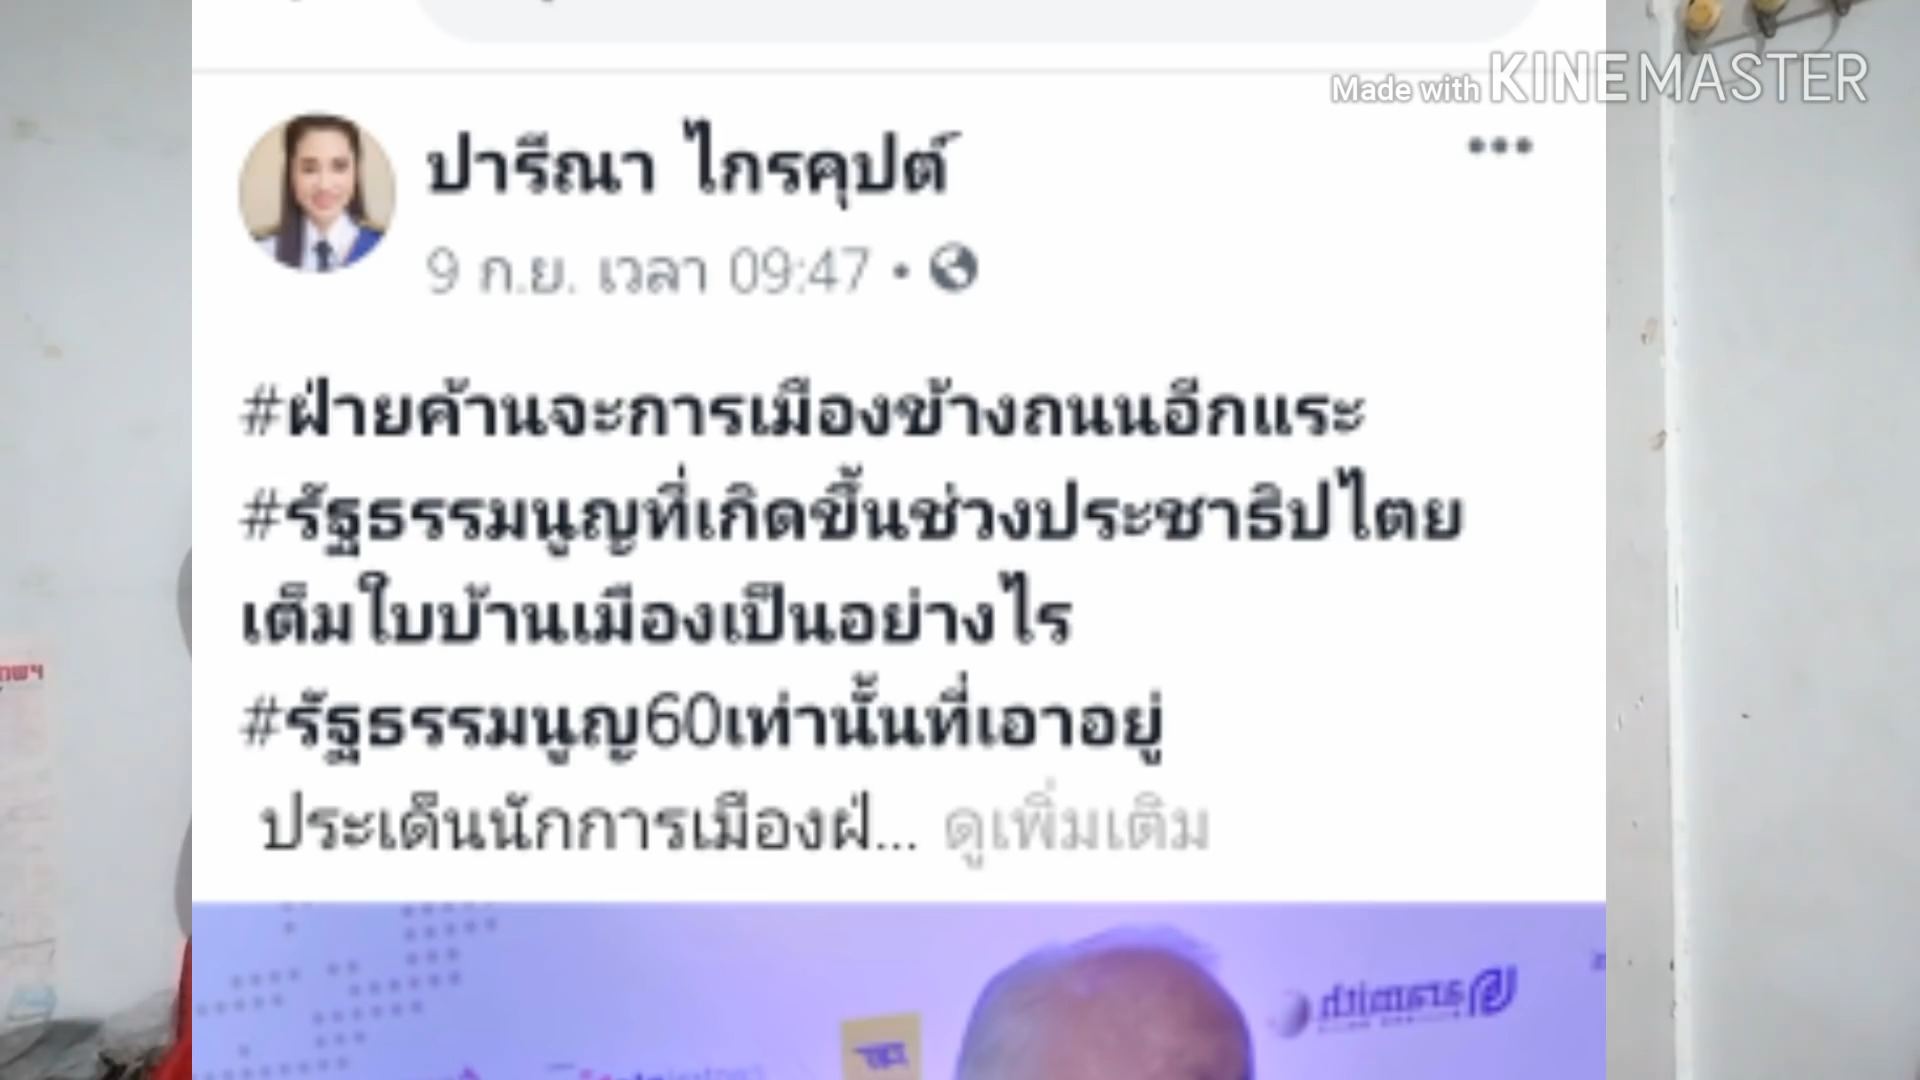 Made with KINEMASTER
ปารีณา ไกรคุปต์
9 ก.ย. เวลา 09:47
#ฝ่ายค้านจะการเมืองข้างถนนอีกแระ
#รัฐธรรมนูญที่เกิดขึ้นช่วงประชาธิปไตย
เต็มใบบ้านเมืองเป็นอย่างไร
#รัฐธรรมนูญ60เท่านั้นที่เอาอยู่
ประเด็นนักการเมืองฝ่... ดูเพิ่มเติม
aramith